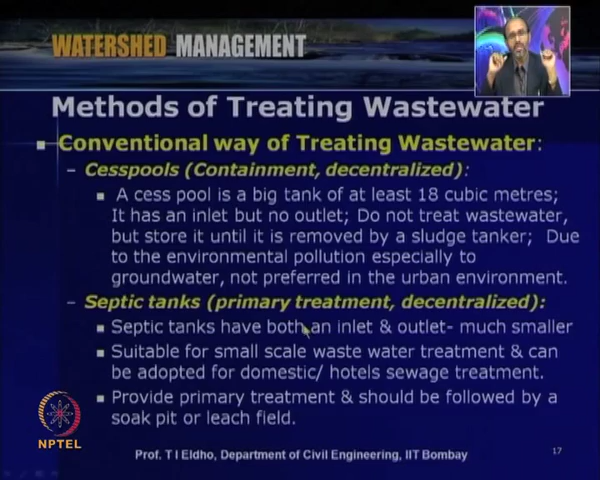 WATERSHED MANAGEMENT
Methods of Treating Wastewater
Conventional way of Treating Wastewater:
– Cesspools (Containment, decentralized):
A cess pool is a big tank of at least 18 cubic metres;
It has an inlet but no outlet; Do not treat wastewater,
but store it until it is removed by a sludge tanker; Due
to the environmental pollution especially to
groundwater, not preferred in the urban environment.
– Septic tanks (primary treatment, decentralized):
Septic tanks have both an inlet & outlet- much smaller
Suitable for small scale waste water treatment & can
be adopted for domestic/ hotels sewage treatment.
Provide primary treatment & should be followed by a
soak pit or leach field.
NPTEL
Prof. T I Eldho, Department of Civil Engineering, IIT Bombay
17